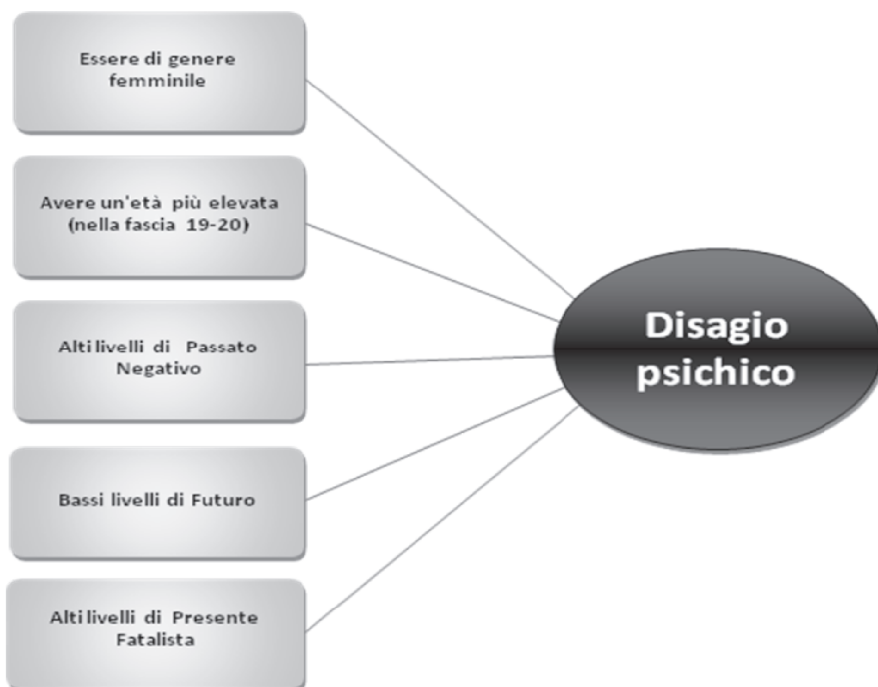 Essere di genere
femminile
Avere un'età più elevata
(nella fascia 19-20)
Alti livelli di Passato
Negativo
Bassi livelli di Futuro
Alti livelli di Presente
Fatalista
Disagio
psichico